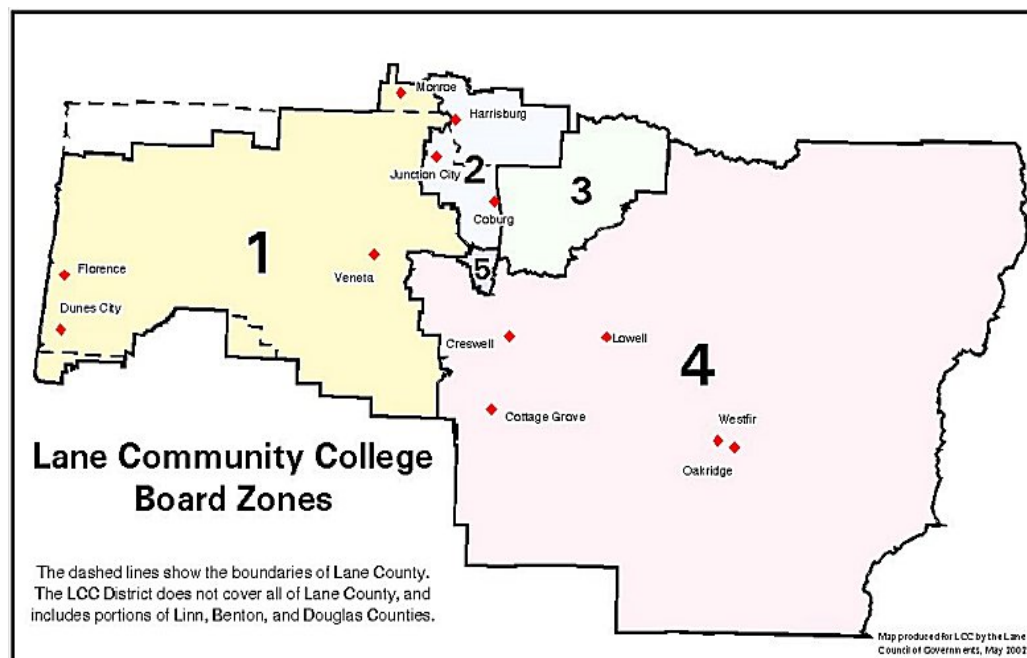 Monroe
Harrisburg
Junction City
2
3
Coburg
1
5
Florence
Veneta
Dunes City
Creswell
Lowell
4
Cottage Grove
Westfir
Oakridge
Lane Community College
Board Zones
The dashed lines show the boundaries of Lane County.
The LCC District does not cover all of Lane County, and
includes portions of Linn, Benton, and Douglas Counties.
Map produced for LCC by the Lane
Council of Governments, May 2002